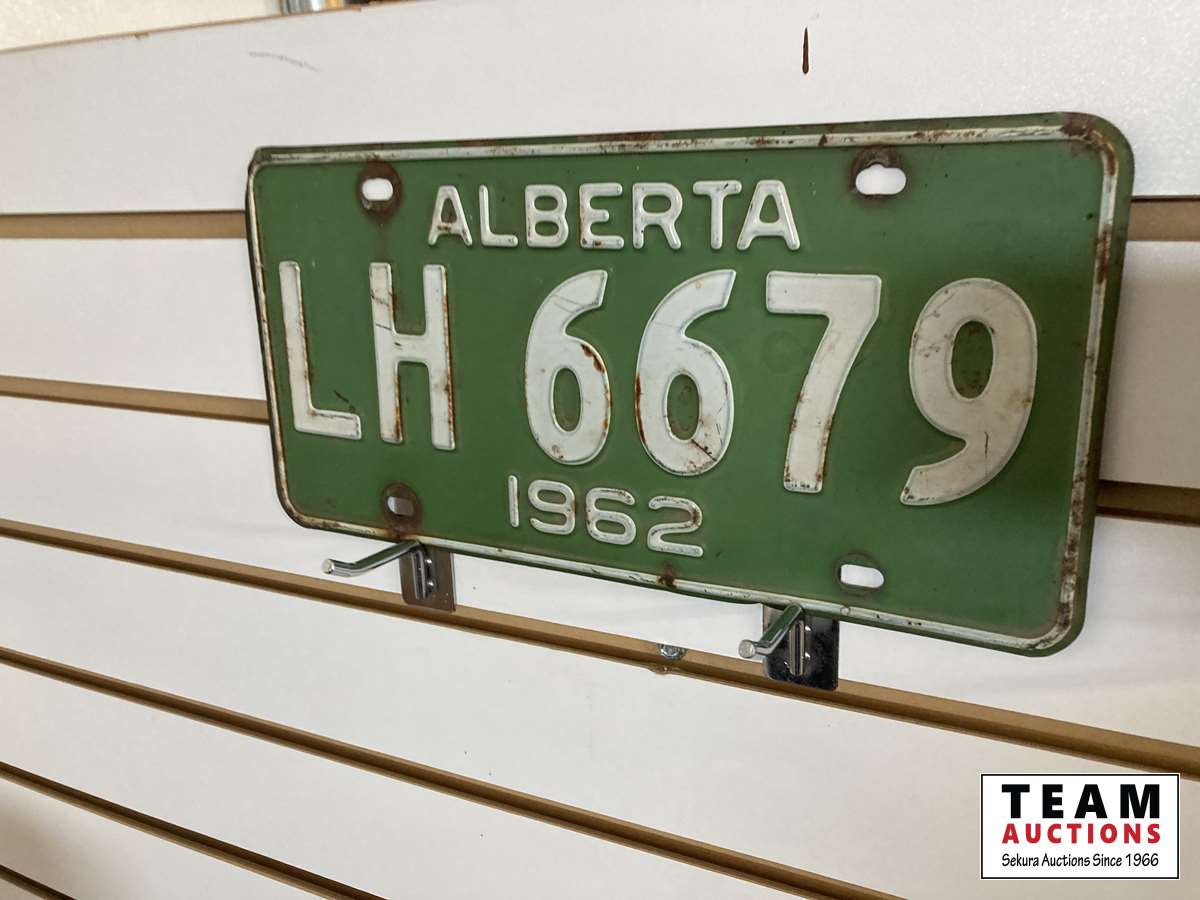 ALBERTA
LH 6679
1962
TEAM
AUCTIONS
Sekura Auctions Since 1966